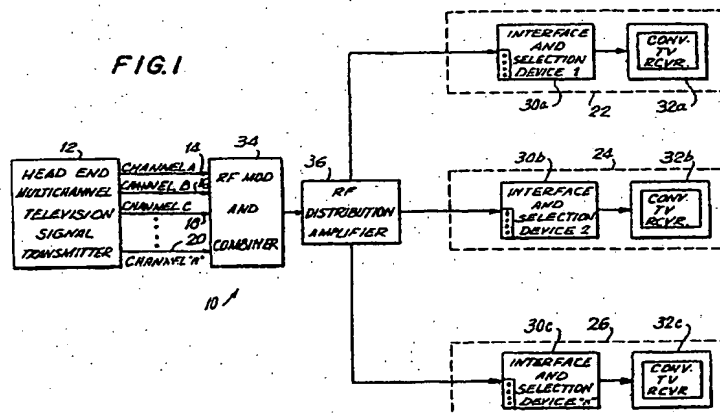 FIG.1
INTERFACE
AND
SELECTION
DEVICE 1
CONV.
TV
RCVR.
30a
22
32a
12
HEAD END
MULTICHANNEL
TELEVISION
SIGNAL
TRANSMITTER
CHANNEL A
CHANNEL B
CHANNEL C
CHANNEL "n"
14
18
20
34
RF MOD
AND
COMBINER
36
RF
DISTRIBUTION
AMPLIFIER
10
30b
24
32b
INTERFACE
AND
SELECTION
DEVICE 2
CONV.
TV
RCVR.
30c
26
32c
INTERFACE
AND
SELECTION
DEVICE "n"
CONV.
TV
RCVR